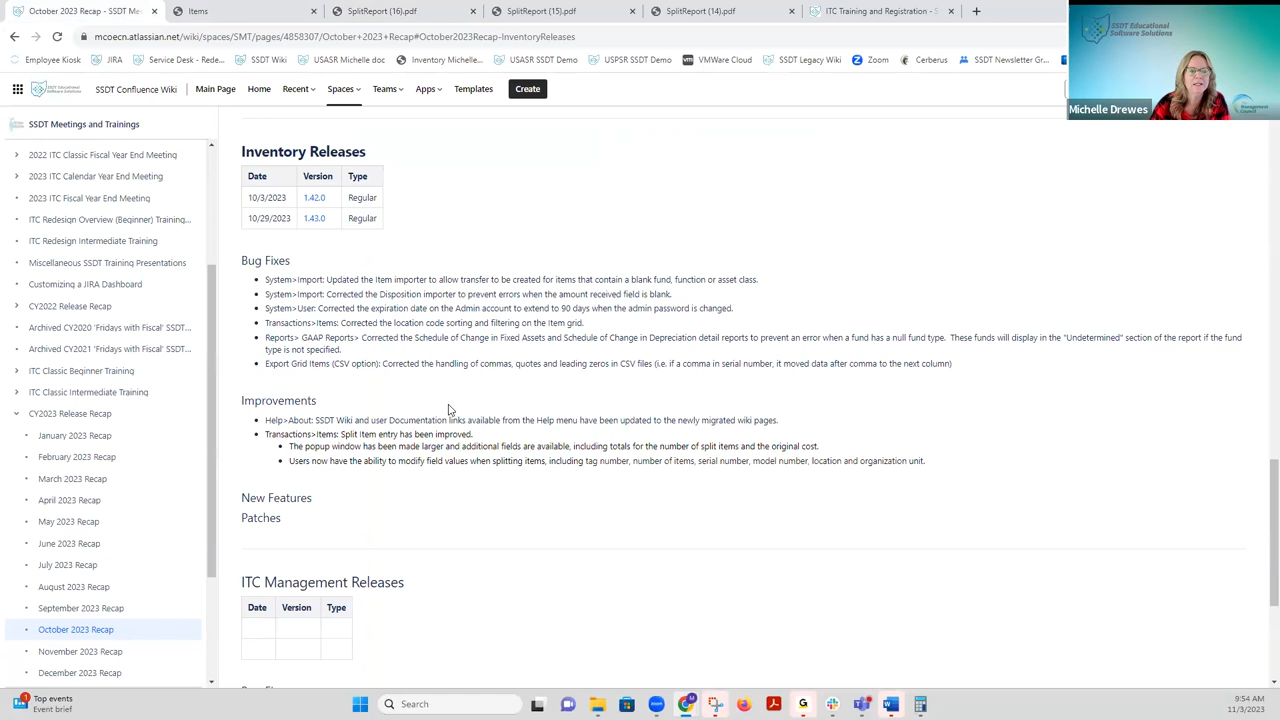 October 2023 Recap - SSDT Me
Items
SplitReport (16).pdf
SplitReport (15).pdf
SplitReport (14).pdf
ITC Training and Registration - S
mcoecn.atlassian.net/wiki/spaces/SMT/pages/4858307/October+2023+Recap#October2023Recap-InventoryReleases
Employee Kiosk
JIRA
Service Desk - Rede...
SSDT Wiki
USASR Michelle doc
Inventory Michelle...
USASR SSDT Demo
USPSR SSDT Demo
VMWare Cloud
SSDT Legacy Wiki
Zoom
Cerberus
SSDT Newsletter Gr...
SSDT Educational
Software Solutions
Management
Council
Michelle Drewes
SSDT Confluence Wiki
Main Page
Home
Recent
Spaces
Teams
Apps
Templates
Create
SSDT Meetings and Trainings
2022 ITC Classic Fiscal Year End Meeting
2023 ITC Calendar Year End Meeting
2023 ITC Fiscal Year End Meeting
ITC Redesign Overview (Beginner) Training...
ITC Redesign Intermediate Training
Miscellaneous SSDT Training Presentations
Customizing a JIRA Dashboard
CY2022 Release Recap
Archived CY2020 'Fridays with Fiscal' SSDT...
Archived CY2021 'Fridays with Fiscal' SSDT...
ITC Classic Beginner Training
ITC Classic Intermediate Training
CY2023 Release Recap
January 2023 Recap
February 2023 Recap
March 2023 Recap
April 2023 Recap
May 2023 Recap
June 2023 Recap
July 2023 Recap
August 2023 Recap
September 2023 Recap
October 2023 Recap
November 2023 Recap
December 2023 Recap
Inventory Releases
Date Version Type
10/3/2023 1.42.0 Regular
10/29/2023 1.43.0 Regular
Bug Fixes
System>Import: Updated the Item importer to allow transfer to be created for items that contain a blank fund, function or asset class.
System>Import: Corrected the Disposition importer to prevent errors when the amount received field is blank.
System>User: Corrected the expiration date on the Admin account to extend to 90 days when the admin password is changed.
Transactions>Items: Corrected the location code sorting and filtering on the Item grid.
Reports> GAAP Reports> Corrected the Schedule of Change in Fixed Assets and Schedule of Change in Depreciation detail reports to prevent an error when a fund has a null fund type. These funds will display in the "Undetermined" section of the report if the fund
type is not specified.
Export Grid Items (CSV option): Corrected the handling of commas, quotes and leading zeros in CSV files (i.e. if a comma in serial number, it moved data after comma to the next column)
Improvements
Help>About: SSDT Wiki and user Documentation links available from the Help menu have been updated to the newly migrated wiki pages.
Transactions>Items: Split Item entry has been improved.
The popup window has been made larger and additional fields are available, including totals for the number of split items and the original cost.
Users now have the ability to modify field values when splitting items, including tag number, number of items, serial number, model number, location and organization unit.
New Features
Patches
ITC Management Releases
Date Version Type
Top events
Event brief
Search
9:54 AM
11/3/2023